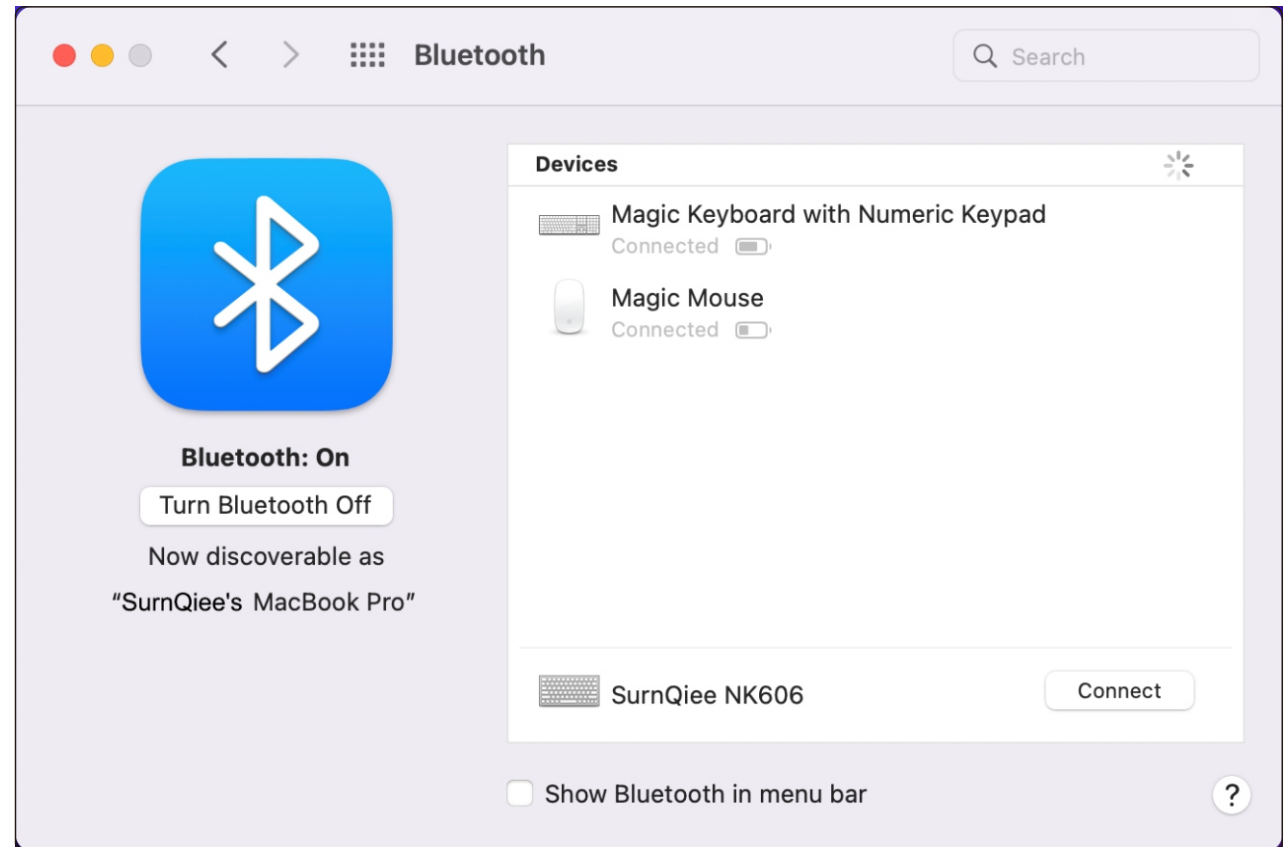 Bluetooth
Search
Bluetooth: On
Turn Bluetooth Off
Now discoverable as
“SurnQiee's MacBook Pro”
Devices
Magic Keyboard with Numeric Keypad
Connected
Magic Mouse
Connected
SurnQiee NK606
Connect
Show Bluetooth in menu bar
?